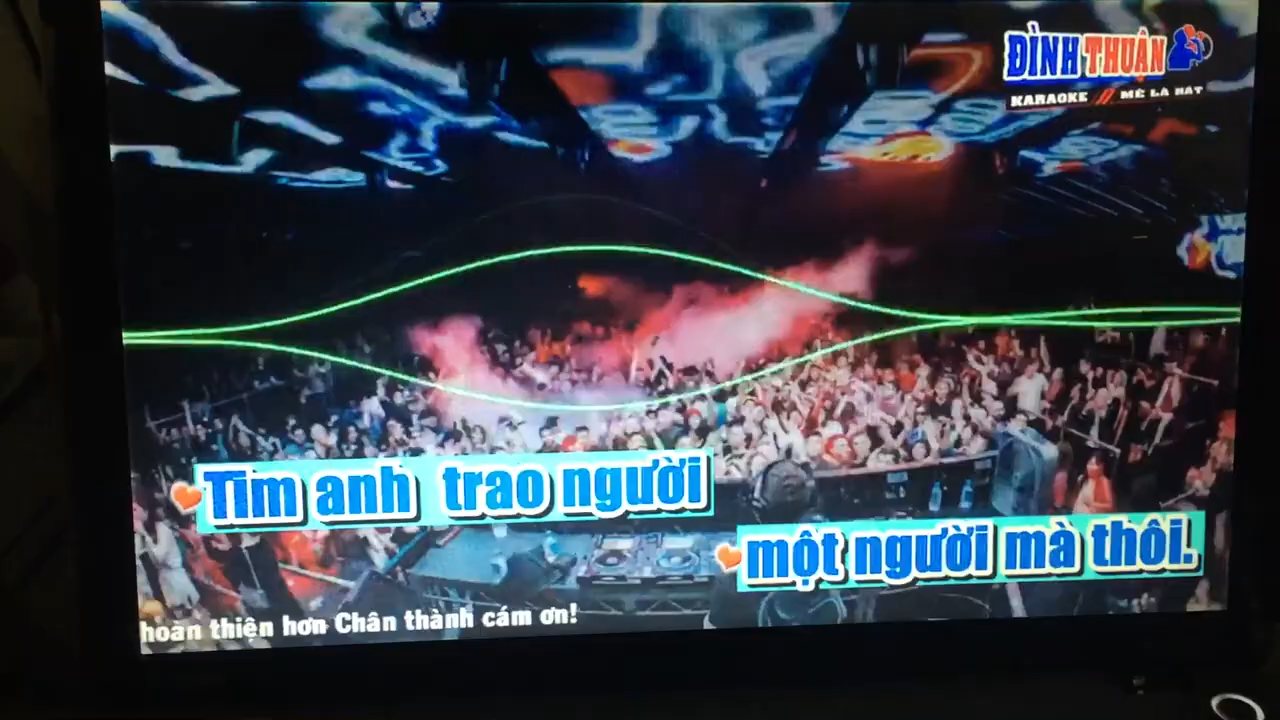 ĐÌNH THUẬN
KARAOKE // MÊ LÀ HÁT
Tim anh trao người
một người mà thôi.
hoàn thiện hơn Chân thành cám ơn!